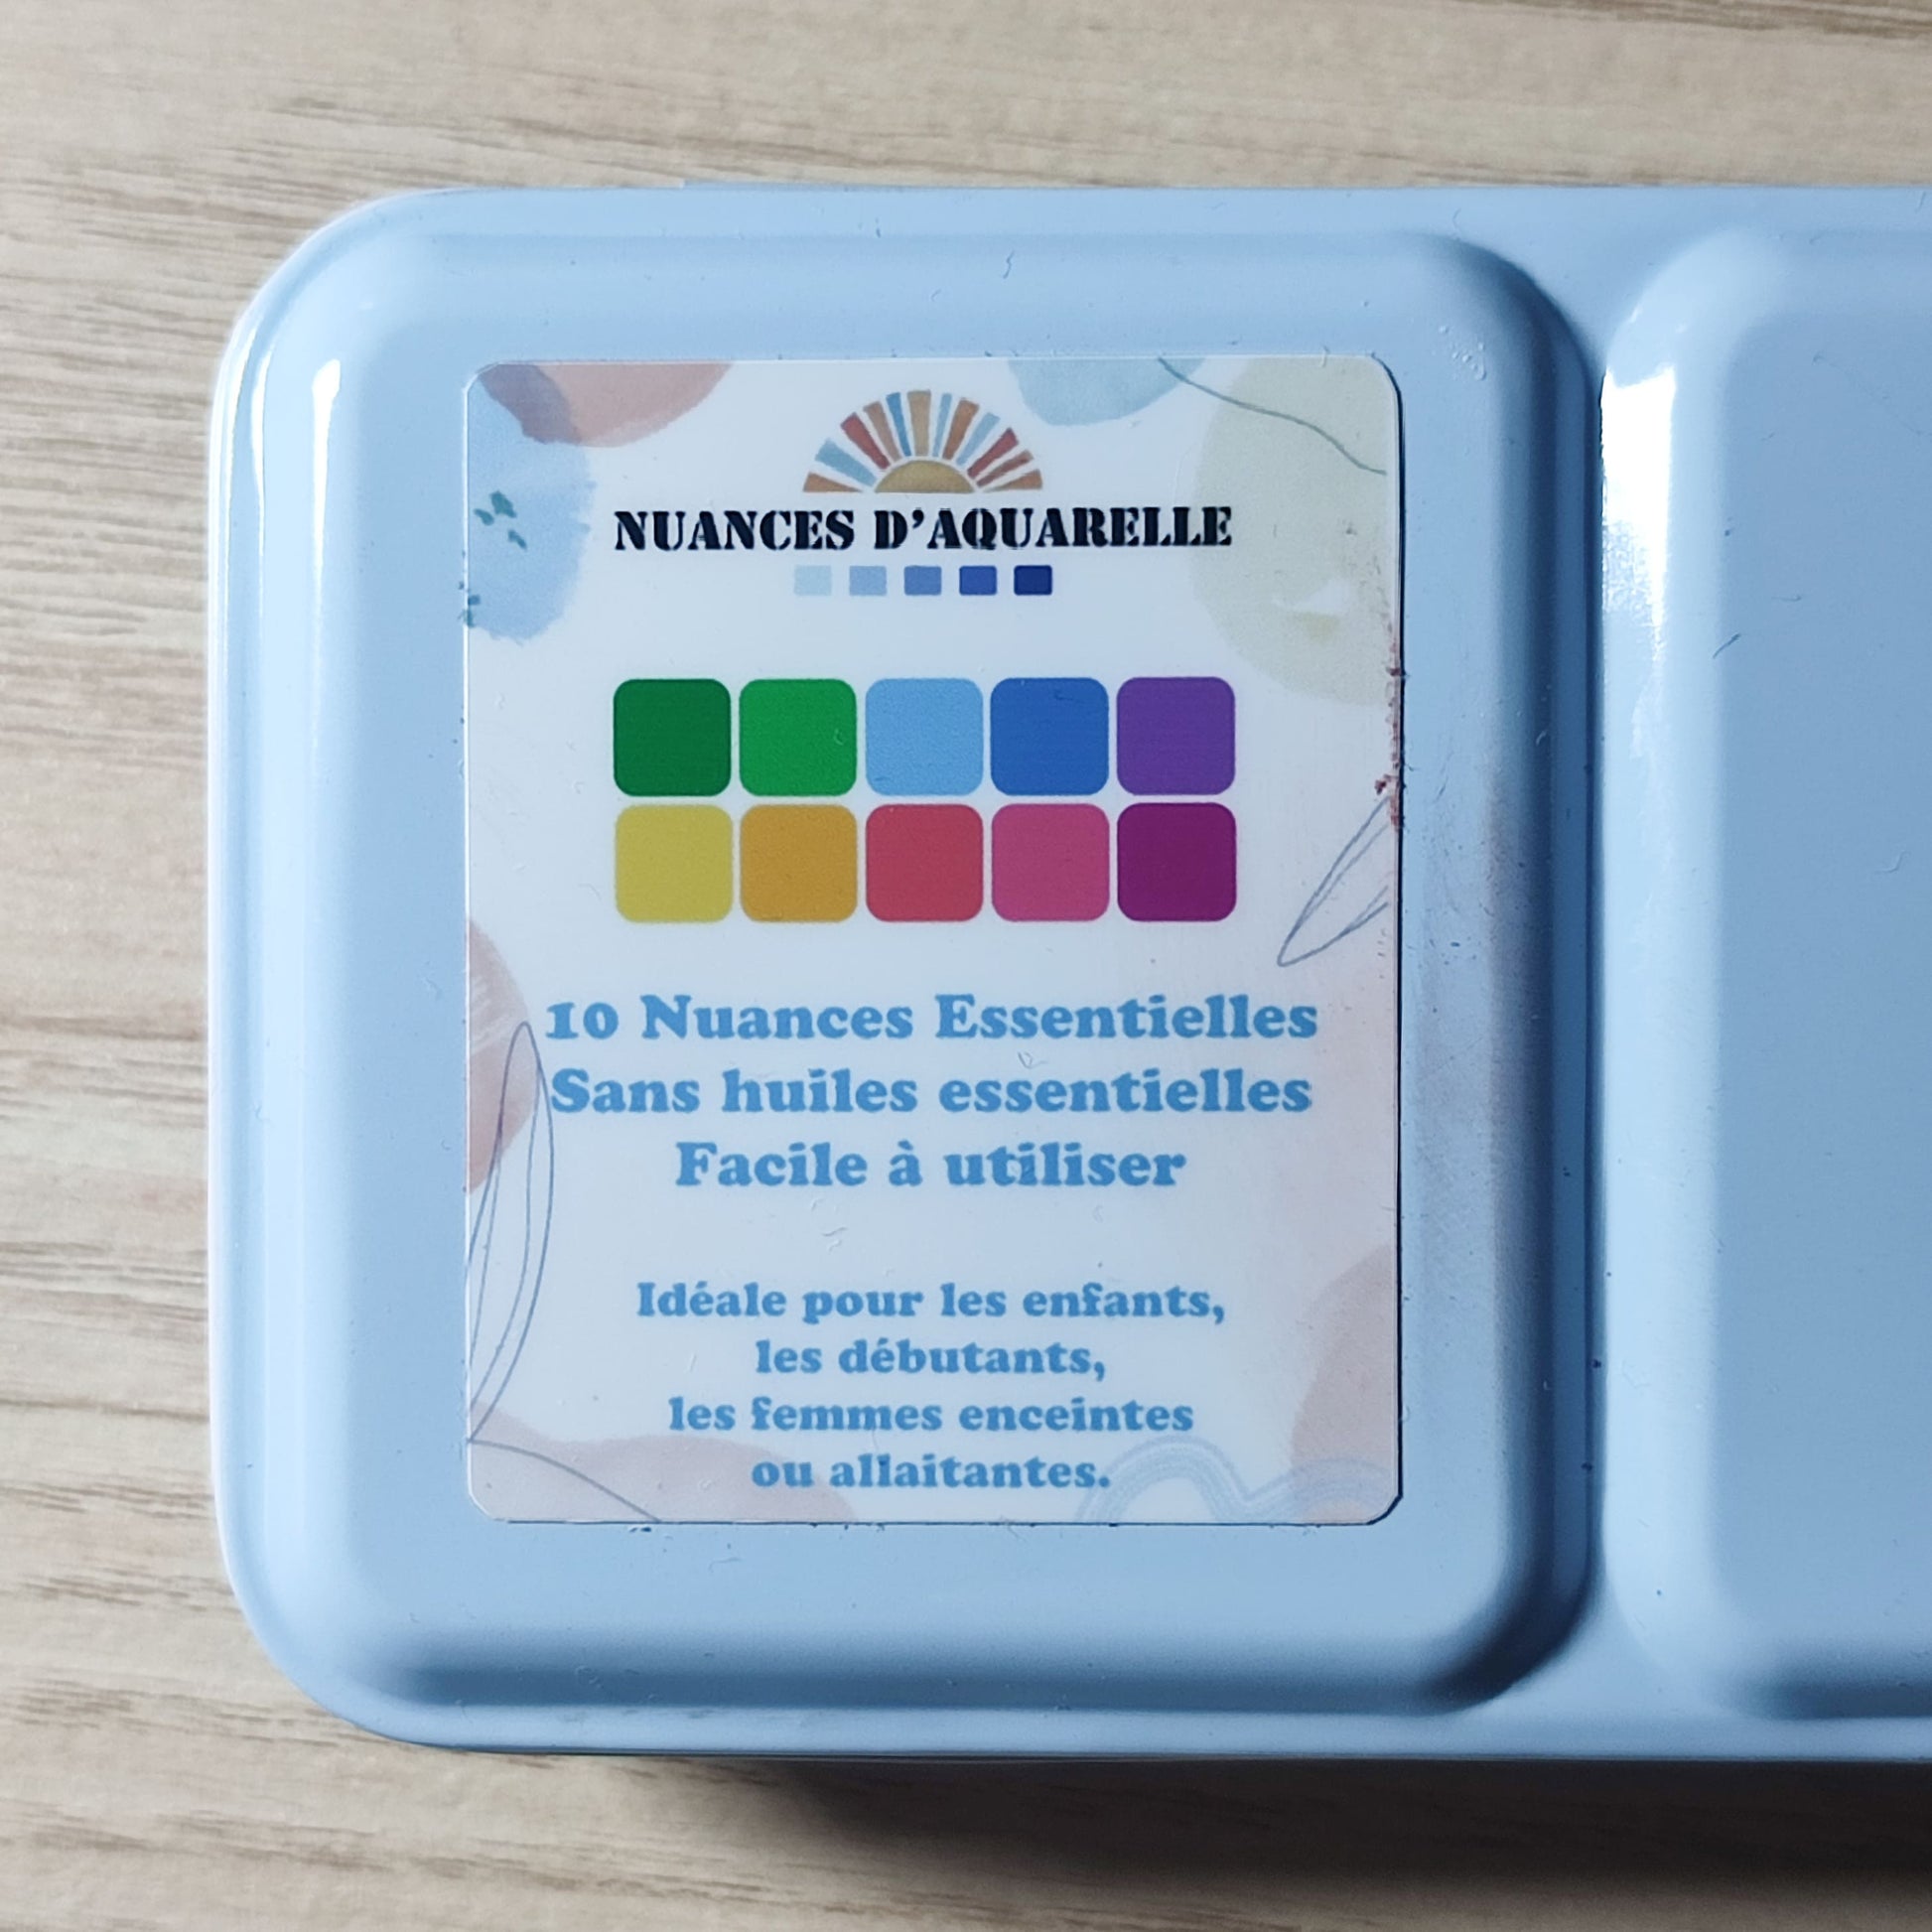 NUANCES D'AQUARELLE
10 Nuances Essentielles
Sans huiles essentielles
Facile à utiliser
Idéale pour les enfants,
les débutants,
les femmes enceintes
ou allaitantes.